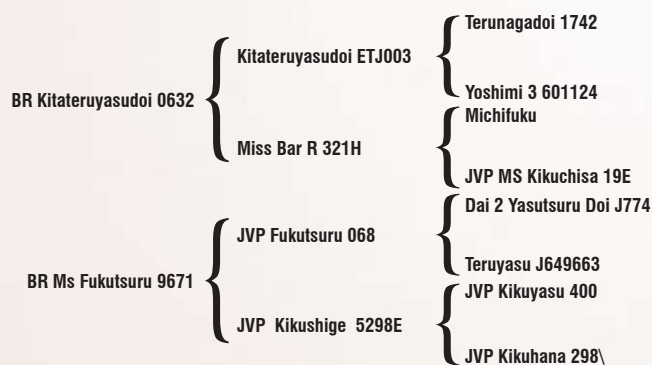 Terunagadoi 1742
Kitateruyasudoi ETJ003
Yoshimi 3 601124
BR Kitateruyasudoi 0632
Michifuku
Miss Bar R 321H
JVP MS Kikuchisa 19E
Dai 2 Yasutsuru Doi J774
JVP Fukutsuru 068
Teruyasu J649663
BR Ms Fukutsuru 9671
JVP Kikuyasu 400
JVP Kikushige 5298E
JVP Kikuhana 298\